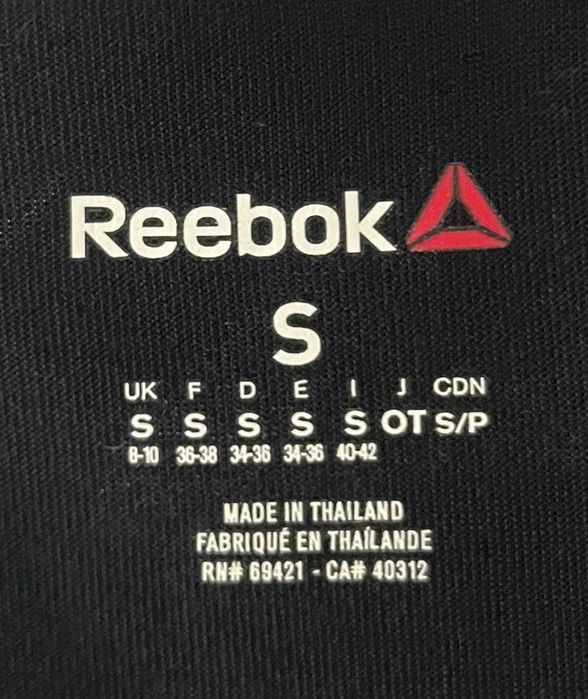 Reebok
S
UK F D E I J CDN
S S S S S OT S/P
8-10 36-38 34-36 34-36 40-42
MADE IN THAILAND
FABRIQUÉ EN THAÍLANDE
RN# 69421 - CA# 40312